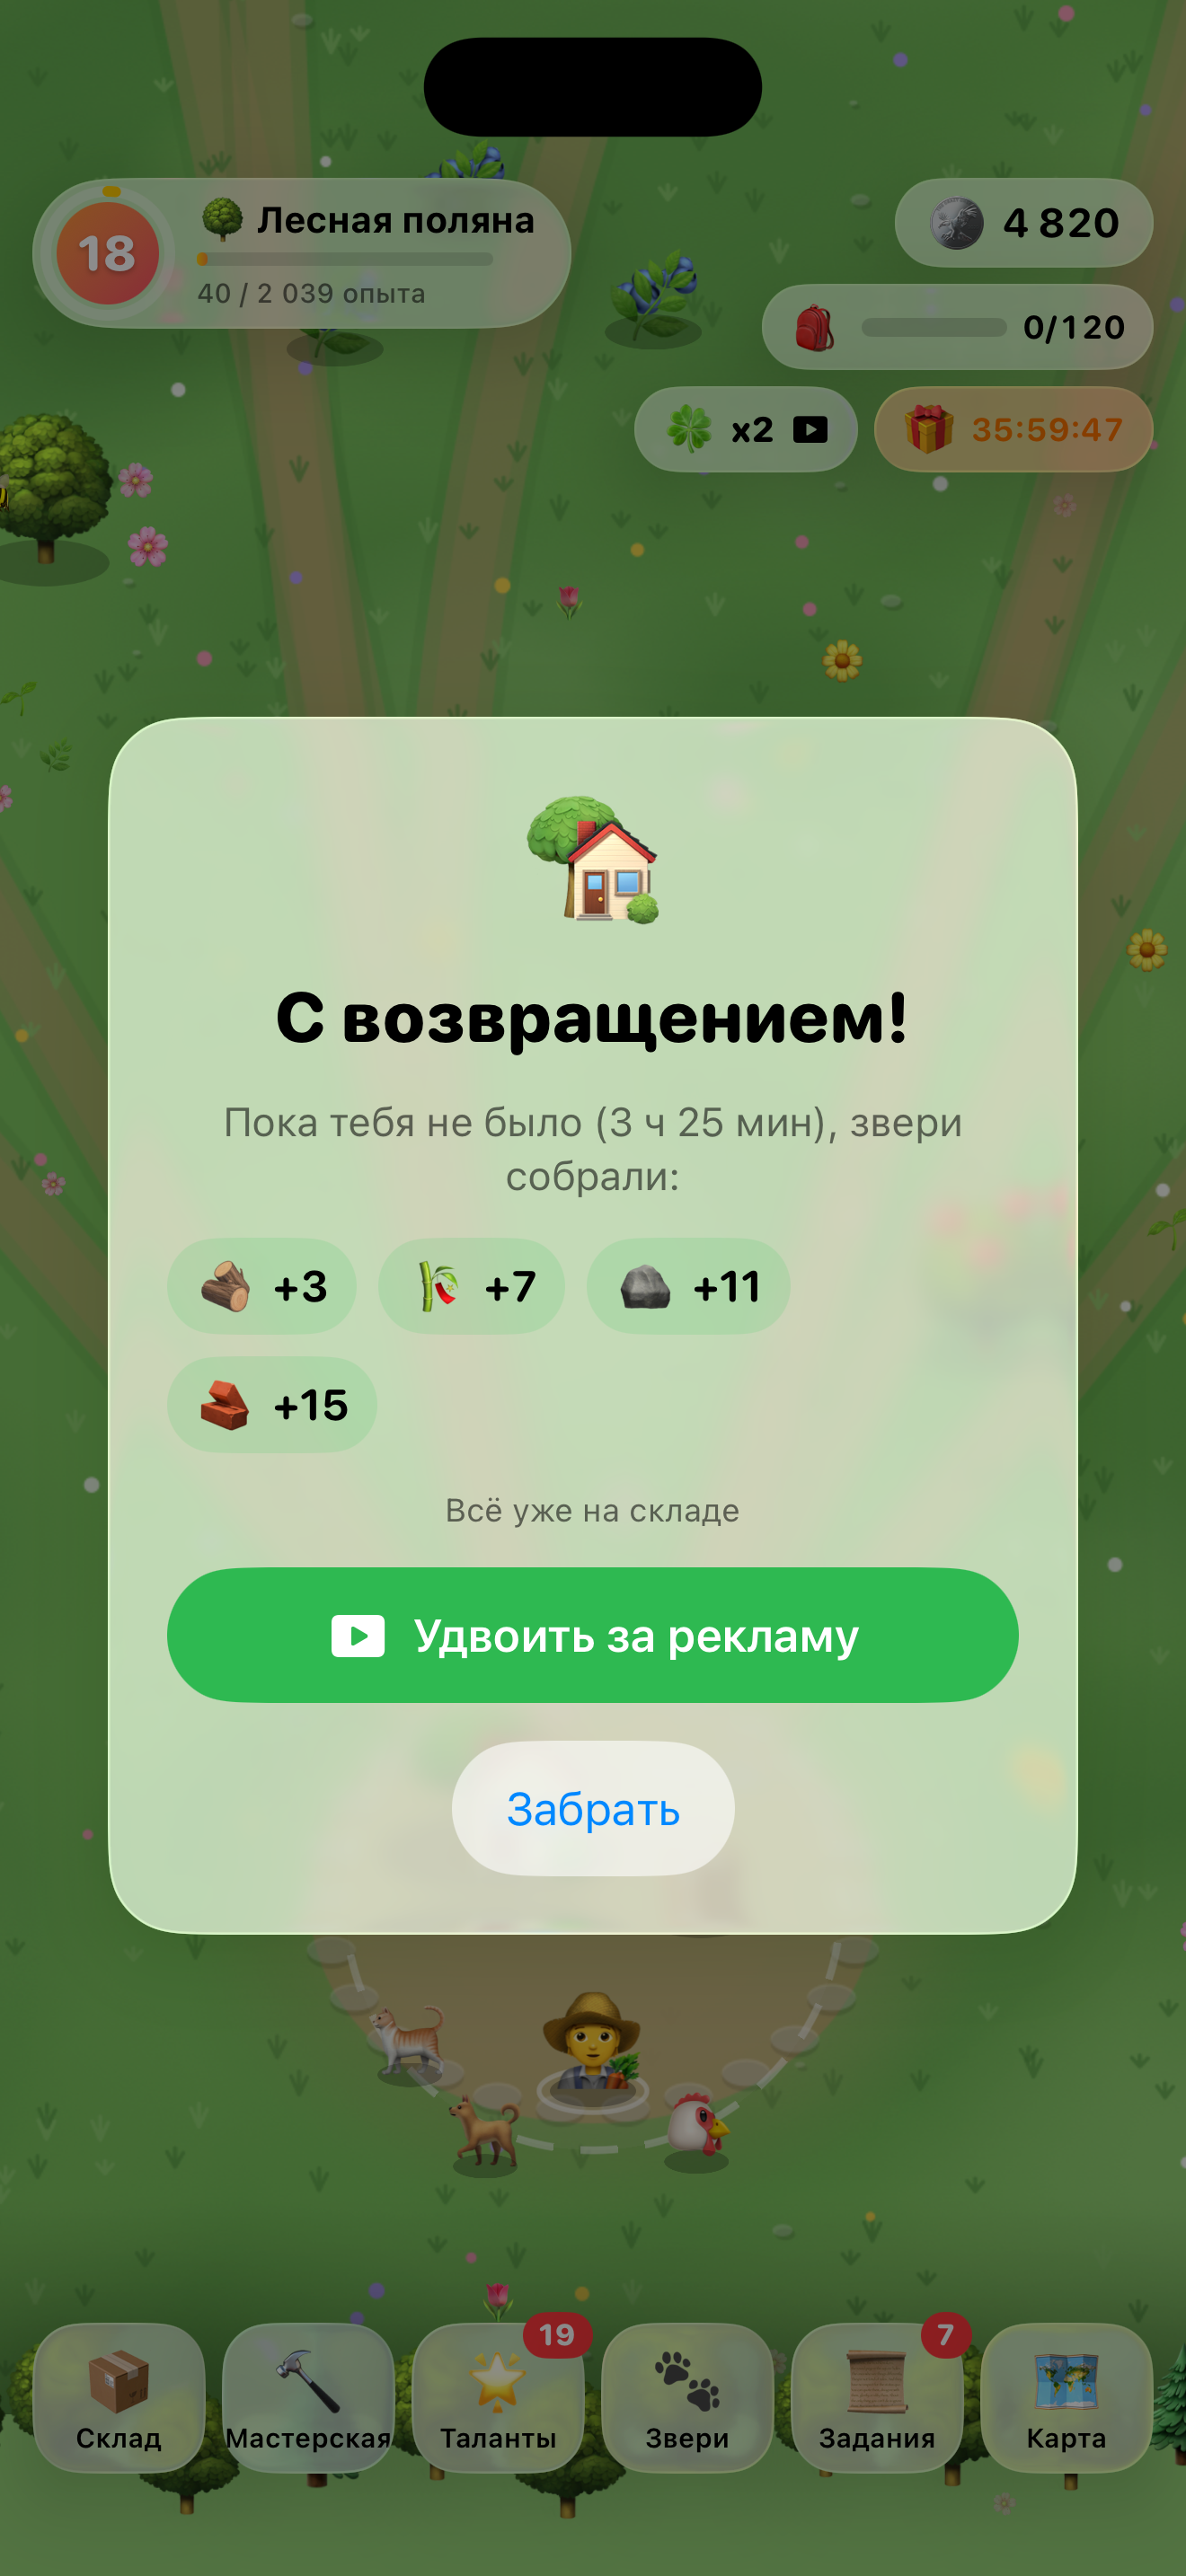 18
Лесная поляна
40 / 2 039 опыта
4 820
0/120
x2
35:59:47
С возвращением!
Пока тебя не было (3 ч 25 мин), звери
собрали:
+3 +7 +11
+15
Всё уже на складе
Удвоить за рекламу
Забрать
19 7
Склад Мастерская Таланты Звери Задания Карта